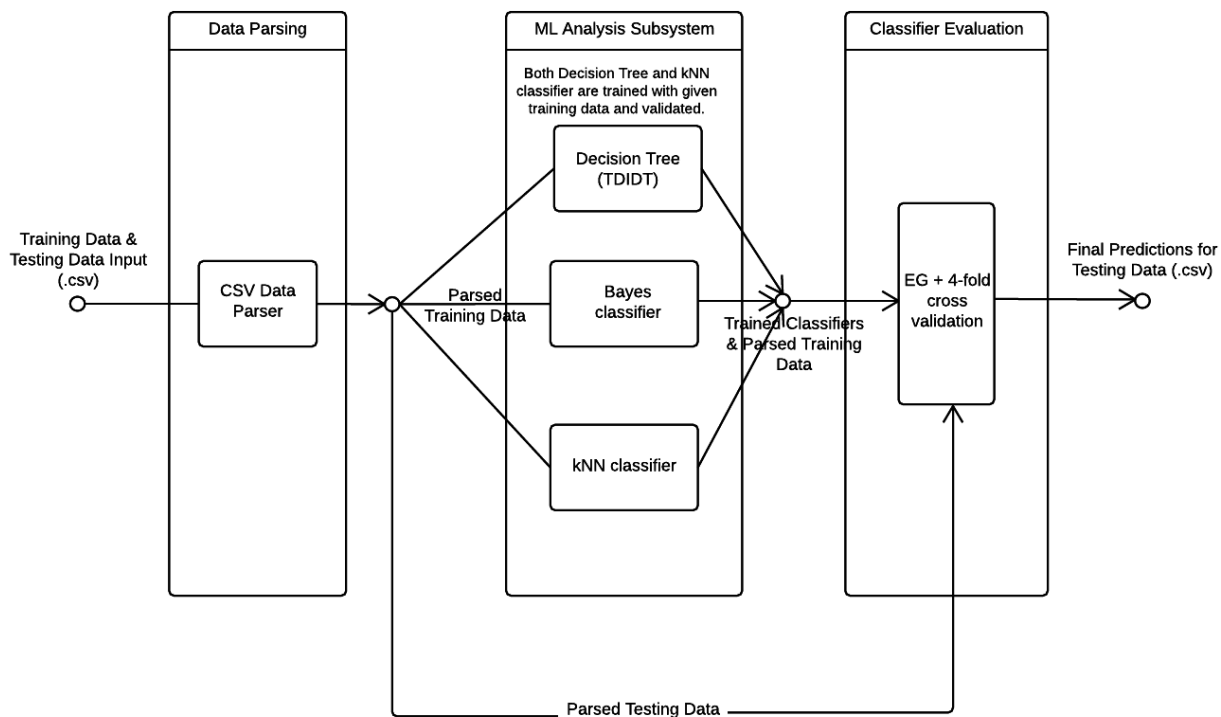 Data Parsing
ML Analysis Subsystem
Classifier Evaluation
Both Decision Tree and kNN
classifier are trained with given
training data and validated.
Decision Tree
(TDIDT)
Training Data &
Testing Data Input
(.csv)
CSV Data
Parser
Parsed
Training Data
Bayes
classifier
Trained Classifiers
& Parsed Training
Data
EG + 4-fold
cross
validation
Final Predictions for
Testing Data (.csv)
kNN classifier
Parsed Testing Data